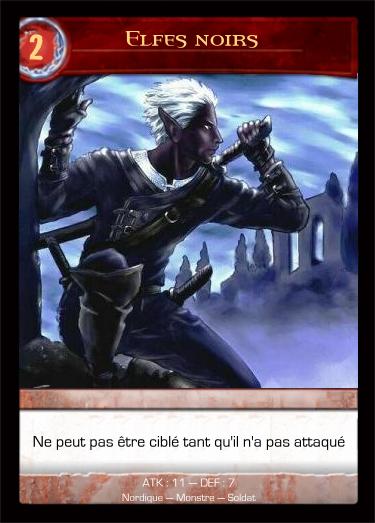 2
Elfes noirs
Ne peut pas être ciblé tant qu'il n'a pas attaqué
ATK : 11 — DEF : 7
Nordique — Monstre — Soldat